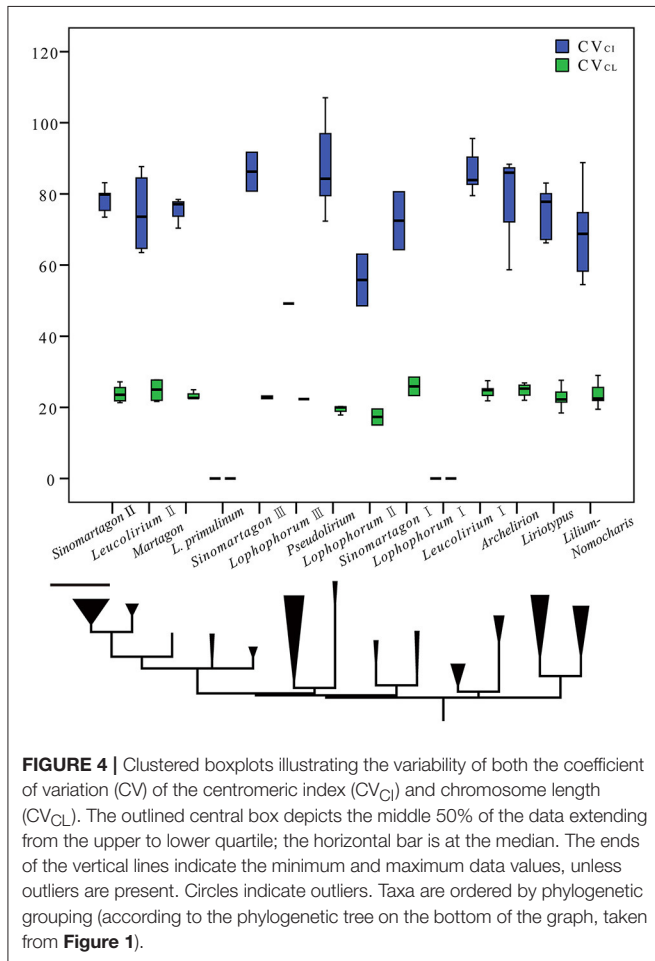 120
100
80
60
40
20
0
CVCI
CVCL
Sinomartagon II
Leucolirium II
Martagon
L. primulinum
Sinomartagon III
Lophophorum III
Pseudolirium
Lophophorum II
Sinomartagon I
Lophophorum I
Leucolirium I
Archelirion
Liriotypus
Lilium-
Nomocharis
FIGURE 4 | Clustered boxplots illustrating the variability of both the coefficient
of variation (CV) of the centromeric index (CVCI) and chromosome length
(CVCL). The outlined central box depicts the middle 50% of the data extending
from the upper to lower quartile; the horizontal bar is at the median. The ends
of the vertical lines indicate the minimum and maximum data values, unless
outliers are present. Circles indicate outliers. Taxa are ordered by phylogenetic
grouping (according to the phylogenetic tree on the bottom of the graph, taken
from Figure 1).